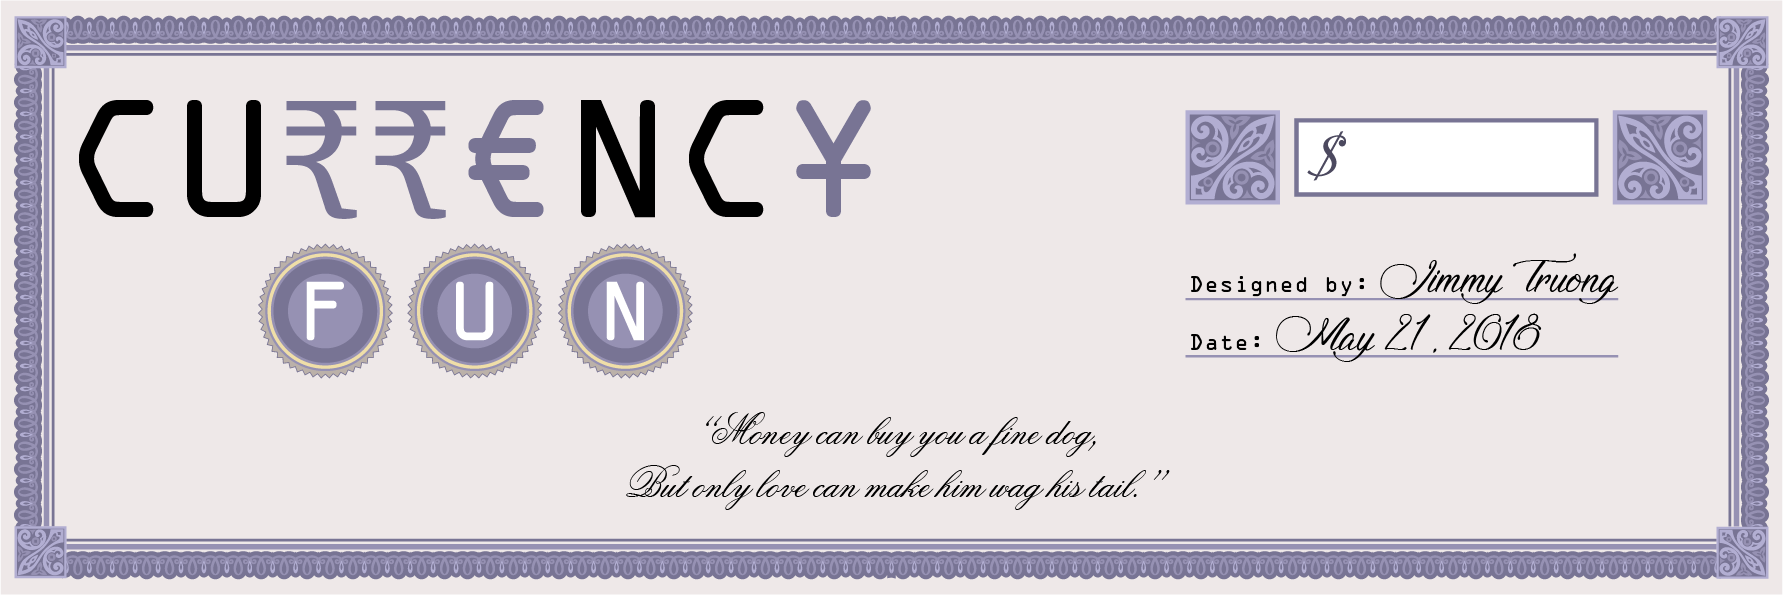 CU₹₹€NC¥
FUN
$
Designed by: Jimmy Truong
Date: May 21, 2018
“Money can buy you a fine dog,
But only love can make him wag his tail.”